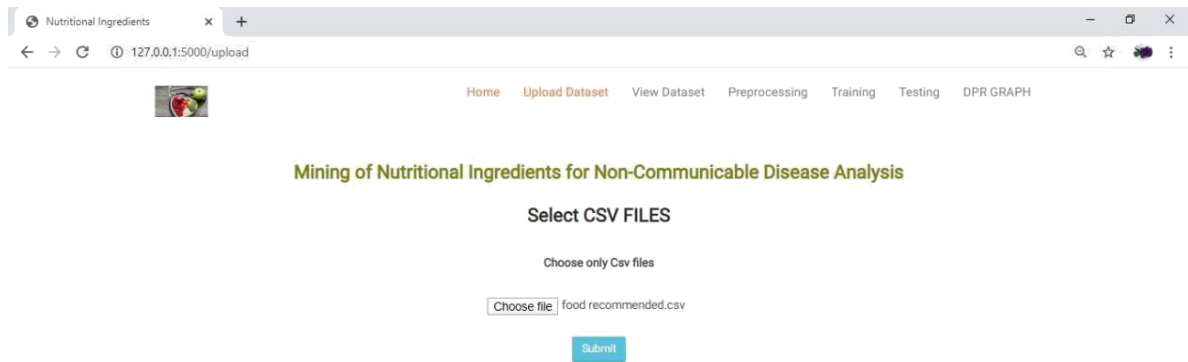 Nutritional Ingredients
127.0.0.1:5000/upload
Home Upload Dataset View Dataset Preprocessing Training Testing DPR GRAPH
Mining of Nutritional Ingredients for Non-Communicable Disease Analysis
Select CSV FILES
Choose only Csv files
Choose file food recommended.csv
Submit